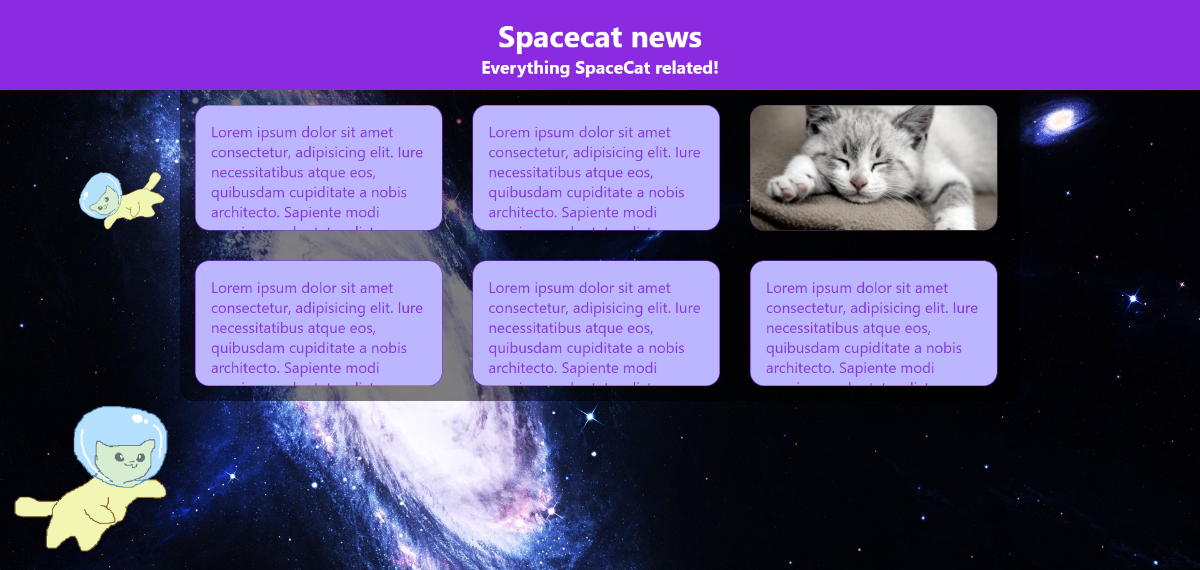 Spacecat news
Everything SpaceCat related!
Lorem ipsum dolor sit amet
consectetur, adipisicing elit. Iure
necessitatibus atque eos,
quibusdam cupiditate a nobis
architecto. Sapiente modi
Lorem ipsum dolor sit amet
consectetur, adipisicing elit. Iure
necessitatibus atque eos,
quibusdam cupiditate a nobis
architecto. Sapiente modi
Lorem ipsum dolor sit amet
consectetur, adipisicing elit. Iure
necessitatibus atque eos,
quibusdam cupiditate a nobis
architecto. Sapiente modi
Lorem ipsum dolor sit amet
consectetur, adipisicing elit. Iure
necessitatibus atque eos,
quibusdam cupiditate a nobis
architecto. Sapiente modi
Lorem ipsum dolor sit amet
consectetur, adipisicing elit. Iure
necessitatibus atque eos,
quibusdam cupiditate a nobis
architecto. Sapiente modi